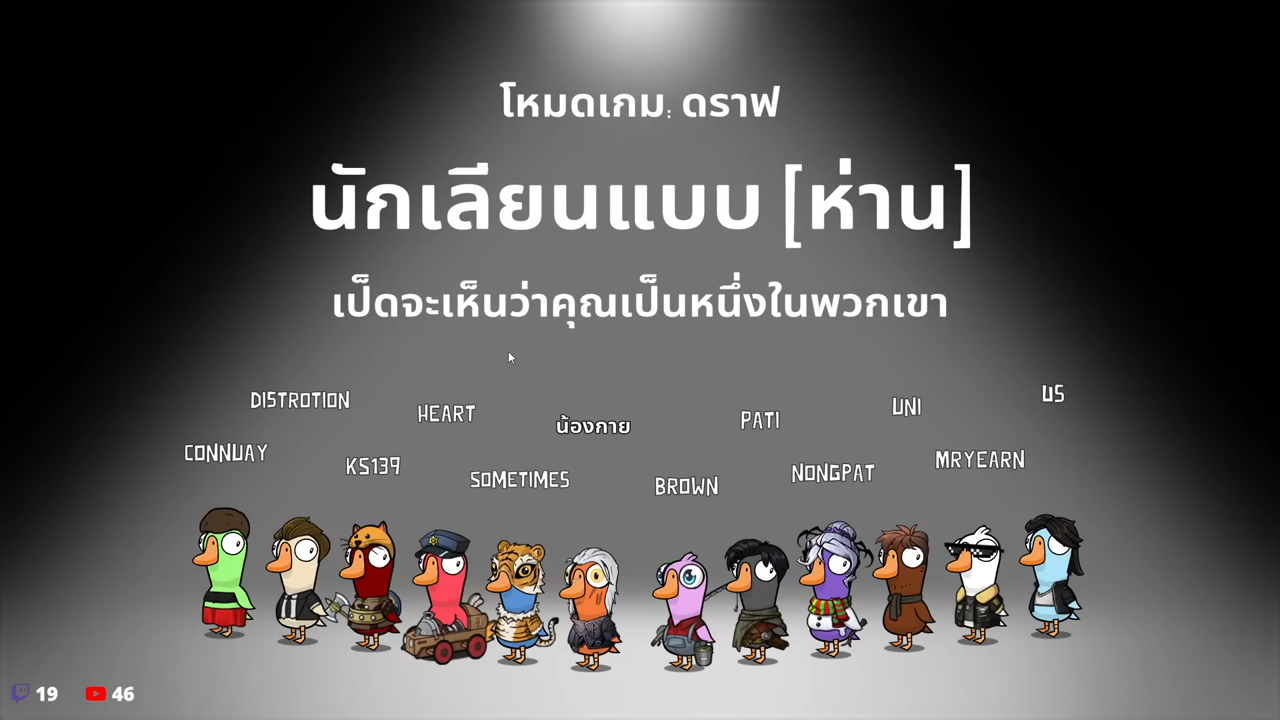 โหมดเกม: ดราฟ
นักเลียนแบบ [ห่าน]
เป็ดจะเห็นว่าคุณเป็นหนึ่งในพวกเขา
DISTROTION
HEART
น้องกาย
PATI
UNI
US
CONNUAY
KS139
SOMETIMES
BROWN
NONGPAT
MRYEARN
19 46